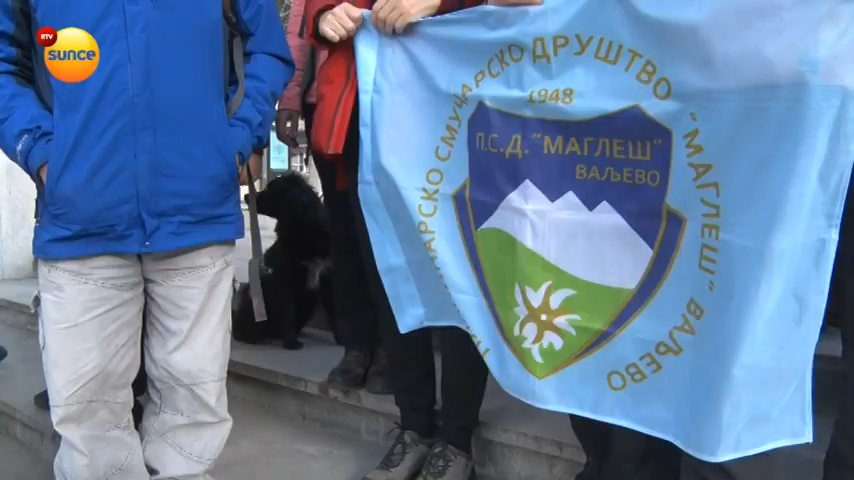 RTV
sunce
СМУЧАРСКО ДРУШТВО "МАГЛЕШ" ВАЉЕВО
1948
П.С.Д. "МАГЛЕШ"
ВАЉЕВО